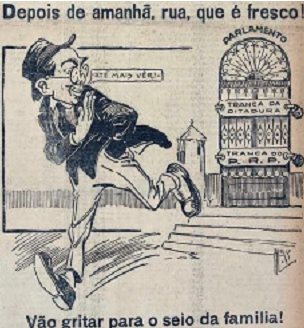 Depois de amanhã, rua, que é fresco
PARLAMENTO
ATÉ MAIS VÊR!..
TRANCA DA
DITADURA
TRANCA DO
P. R. P.
Vão gritar para o seio da familia!